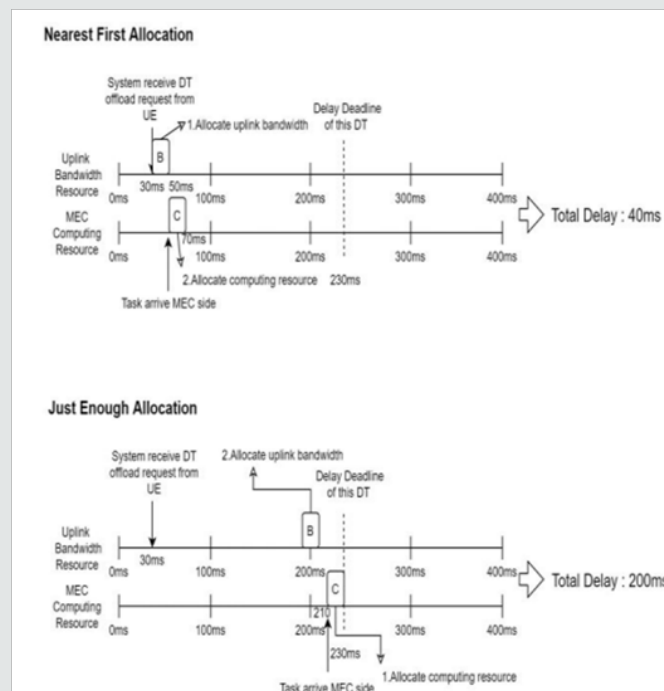 Nearest First Allocation
System receive DT
offload request from
UE
1.Allocate uplink bandwidth
Delay Deadline
of this DT
B
Uplink
Bandwidth
Resource
0ms
30ms
50ms
100ms
200ms
300ms
400ms
MEC
Computing
Resource
C
0ms
70ms
100ms
200ms
300ms
400ms
Total Delay : 40ms
2.Allocate computing resource
230ms
Task arrive MEC side
Just Enough Allocation
System receive DT
offload request from
UE
2.Allocate uplink bandwidth
Delay Deadline
of this DT
B
Uplink
Bandwidth
Resource
0ms
30ms
100ms
200ms
300ms
400ms
MEC
Computing
Resource
C
210
0ms
100ms
200ms
300ms
400ms
Total Delay : 200ms
230ms
1.Allocate computing resource
Task arrive MEC side